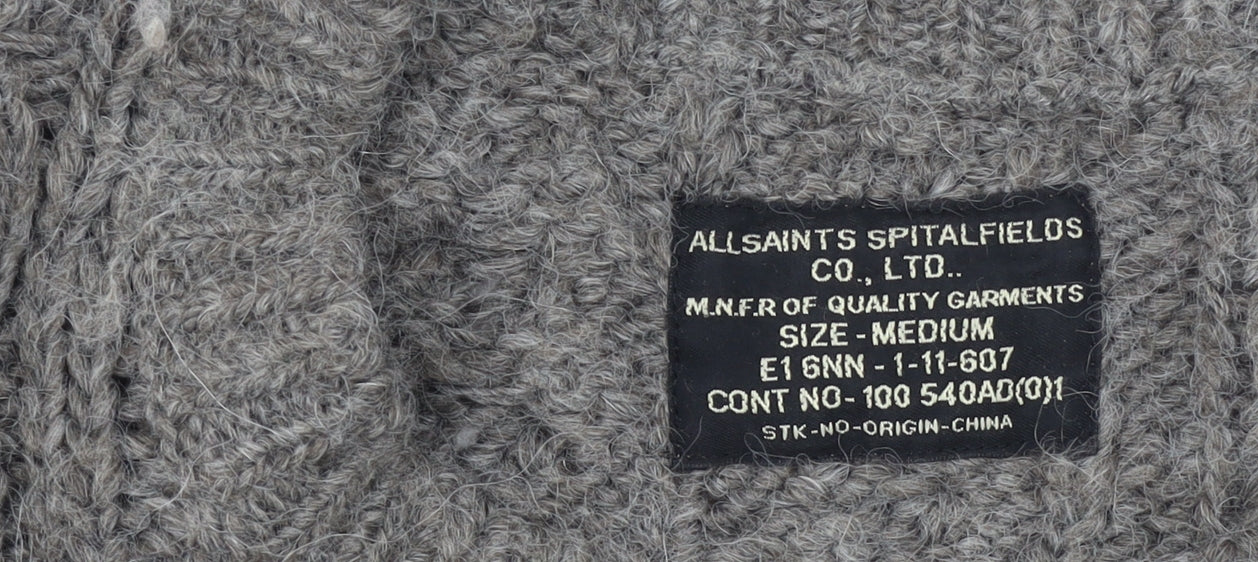 ALLSAINTS SPITALFIELDS
CO., LTD..
M.N.F.R OF QUALITY GARMENTS
SIZE - MEDIUM
E1 6NN - 1-11-607
CONT NO- 100 540AD(0)1
STK-NO-ORIGIN-CHINA